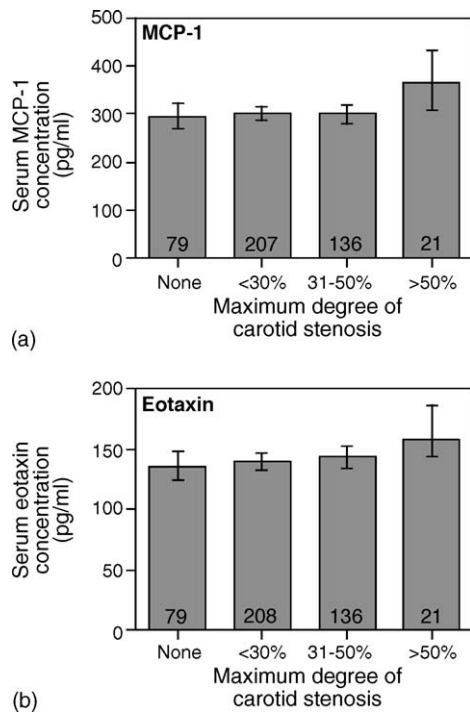 500
MCP-1
400
300
200
100
0
Serum MCP-1
concentration
(pg/ml)
79 207 136 21
None <30% 31-50% >50%
Maximum degree of
carotid stenosis
(a)
200
Eotaxin
150
100
50
0
Serum eotaxin
concentration
(pg/ml)
79 208 136 21
None <30% 31-50% >50%
Maximum degree of
carotid stenosis
(b)